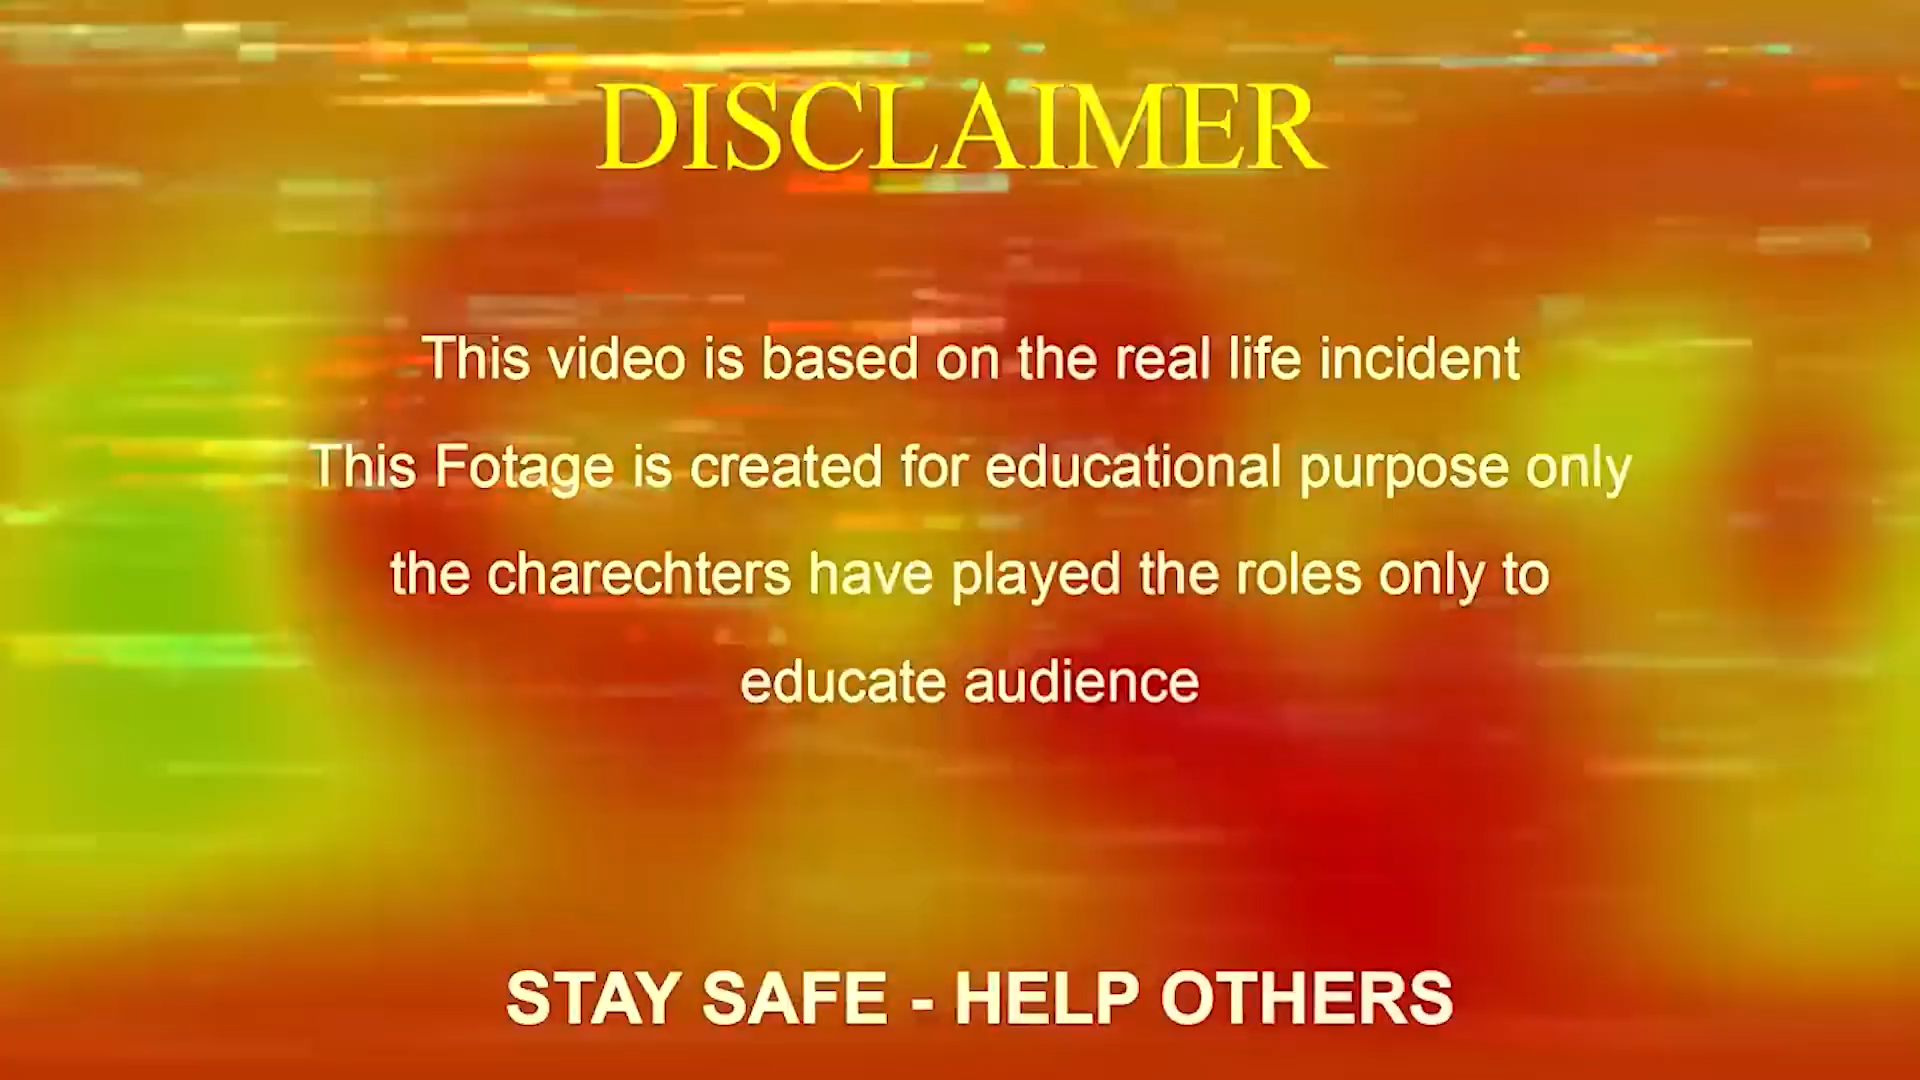 DISCLAIMER
This video is based on the real life incident
This Fotage is created for educational purpose only
the charechters have played the roles only to
educate audience
STAY SAFE - HELP OTHERS